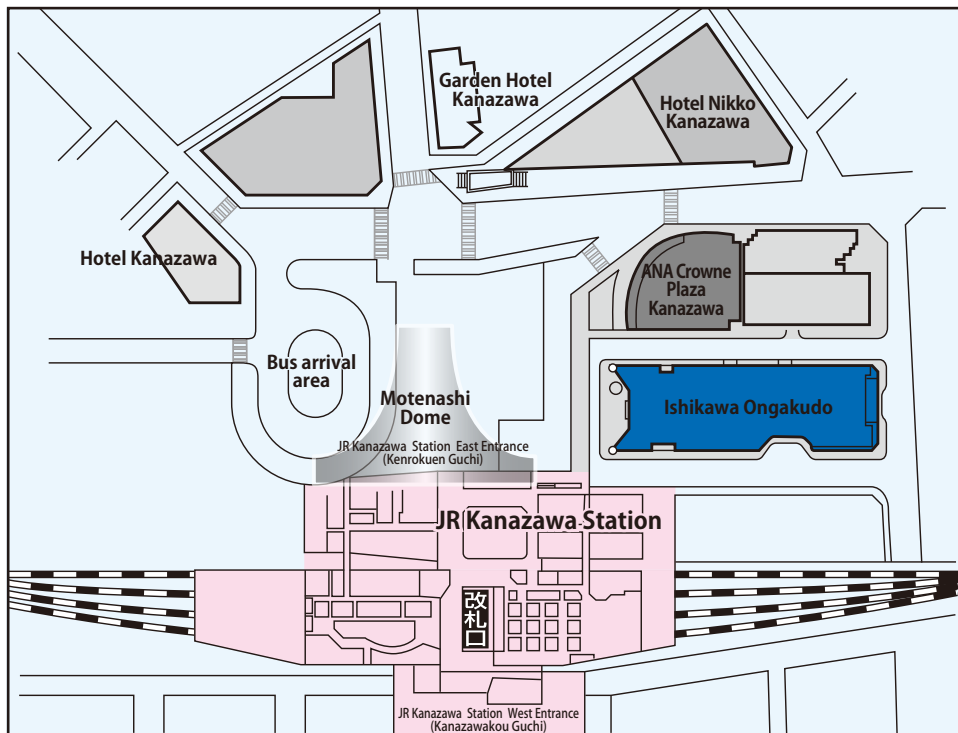 Garden Hotel
Kanazawa
Hotel Nikko
Kanazawa
Hotel Kanazawa
ANA Crowne
Plaza
Kanazawa
Bus arrival
area
Motenashi
Dome
Ishikawa Ongakudo
JR Kanazawa Station East Entrance
(Kenrokuen Guchi)
JR Kanazawa Station
改札口
JR Kanazawa Station West Entrance
(Kanazawakou Guchi)